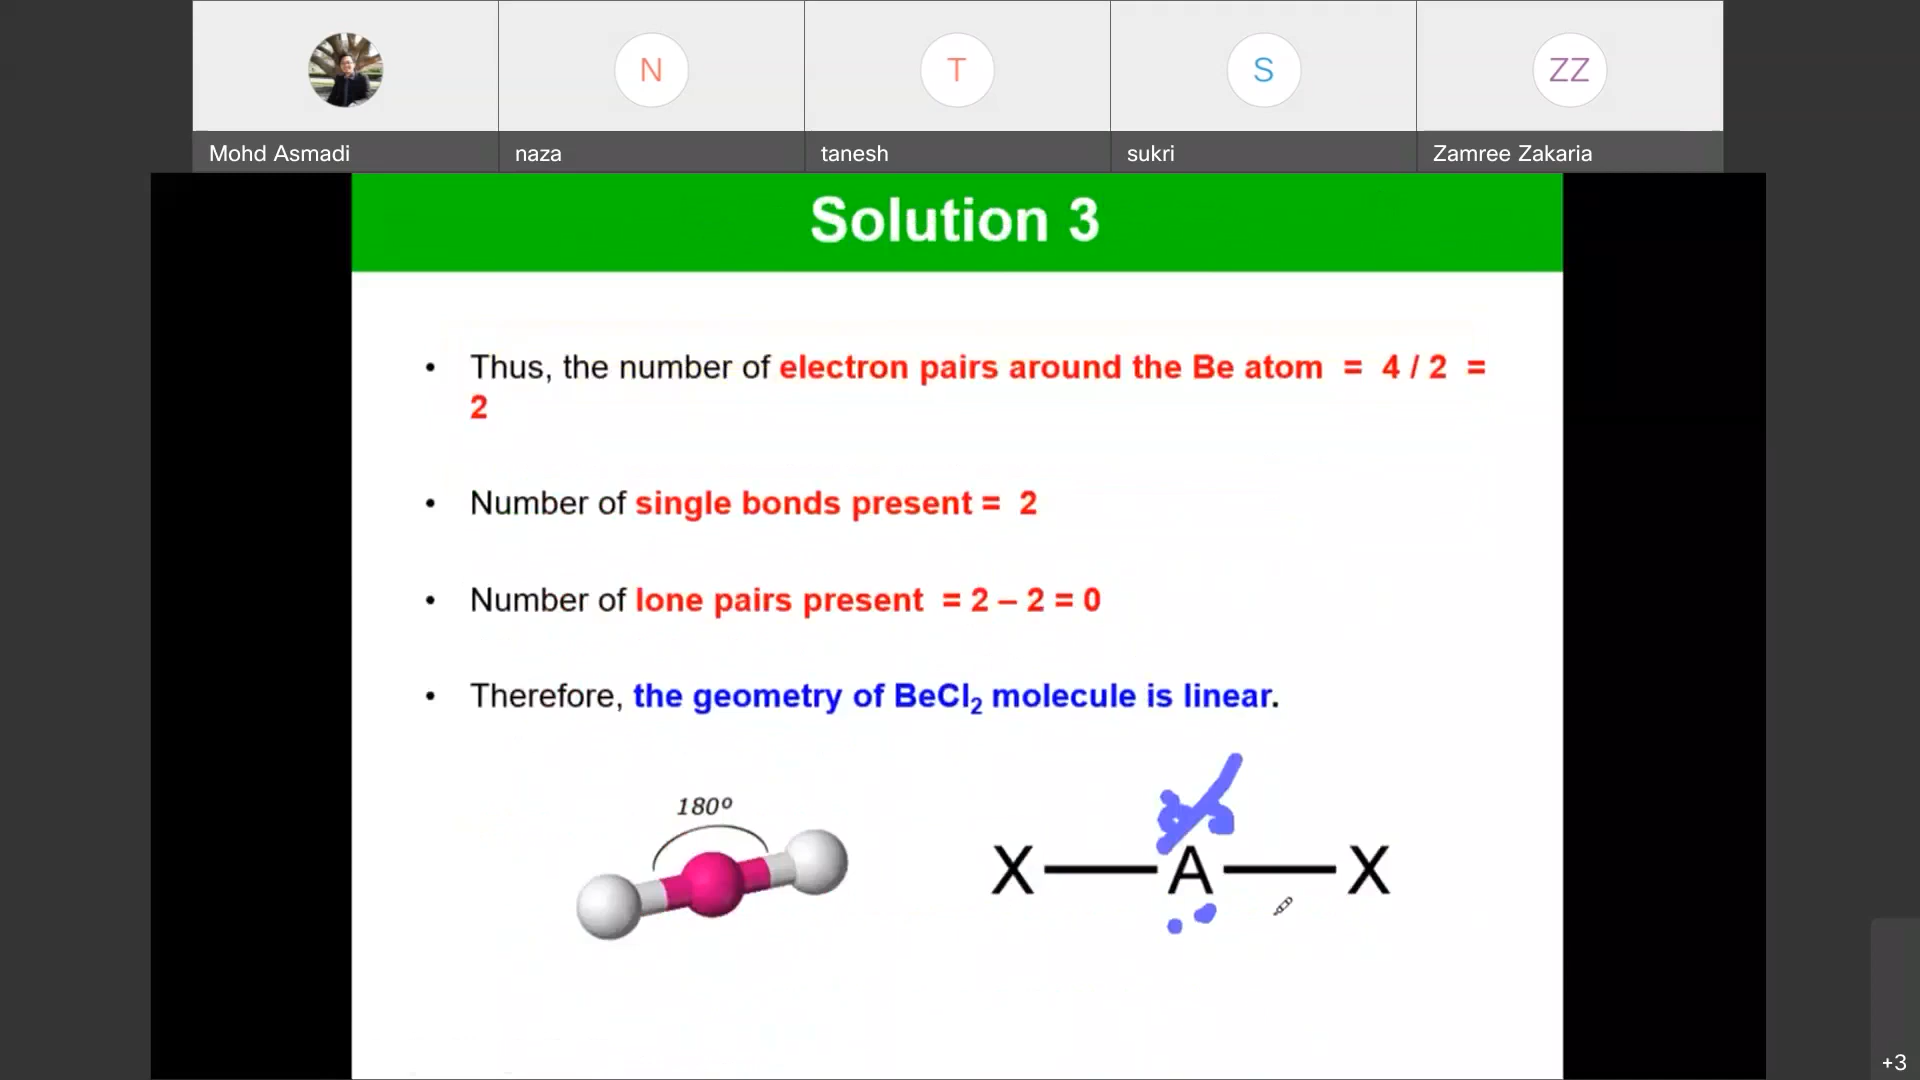 N T S ZZ
Mohd Asmadi naza tanesh sukri Zamree Zakaria
Solution 3
• Thus, the number of electron pairs around the Be atom = 4 / 2 =
2
• Number of single bonds present = 2
• Number of lone pairs present = 2 – 2 = 0
• Therefore, the geometry of BeCl₂ molecule is linear.
180º
X — A — X
+3